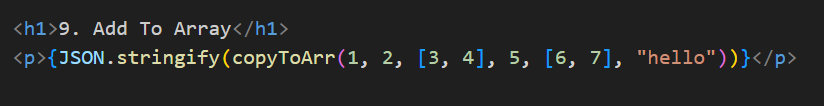 <h1>9. Add To Array</h1>
<p>{JSON.stringify(copyToArr(1, 2, [3, 4], 5, [6, 7], "hello"))}</p>